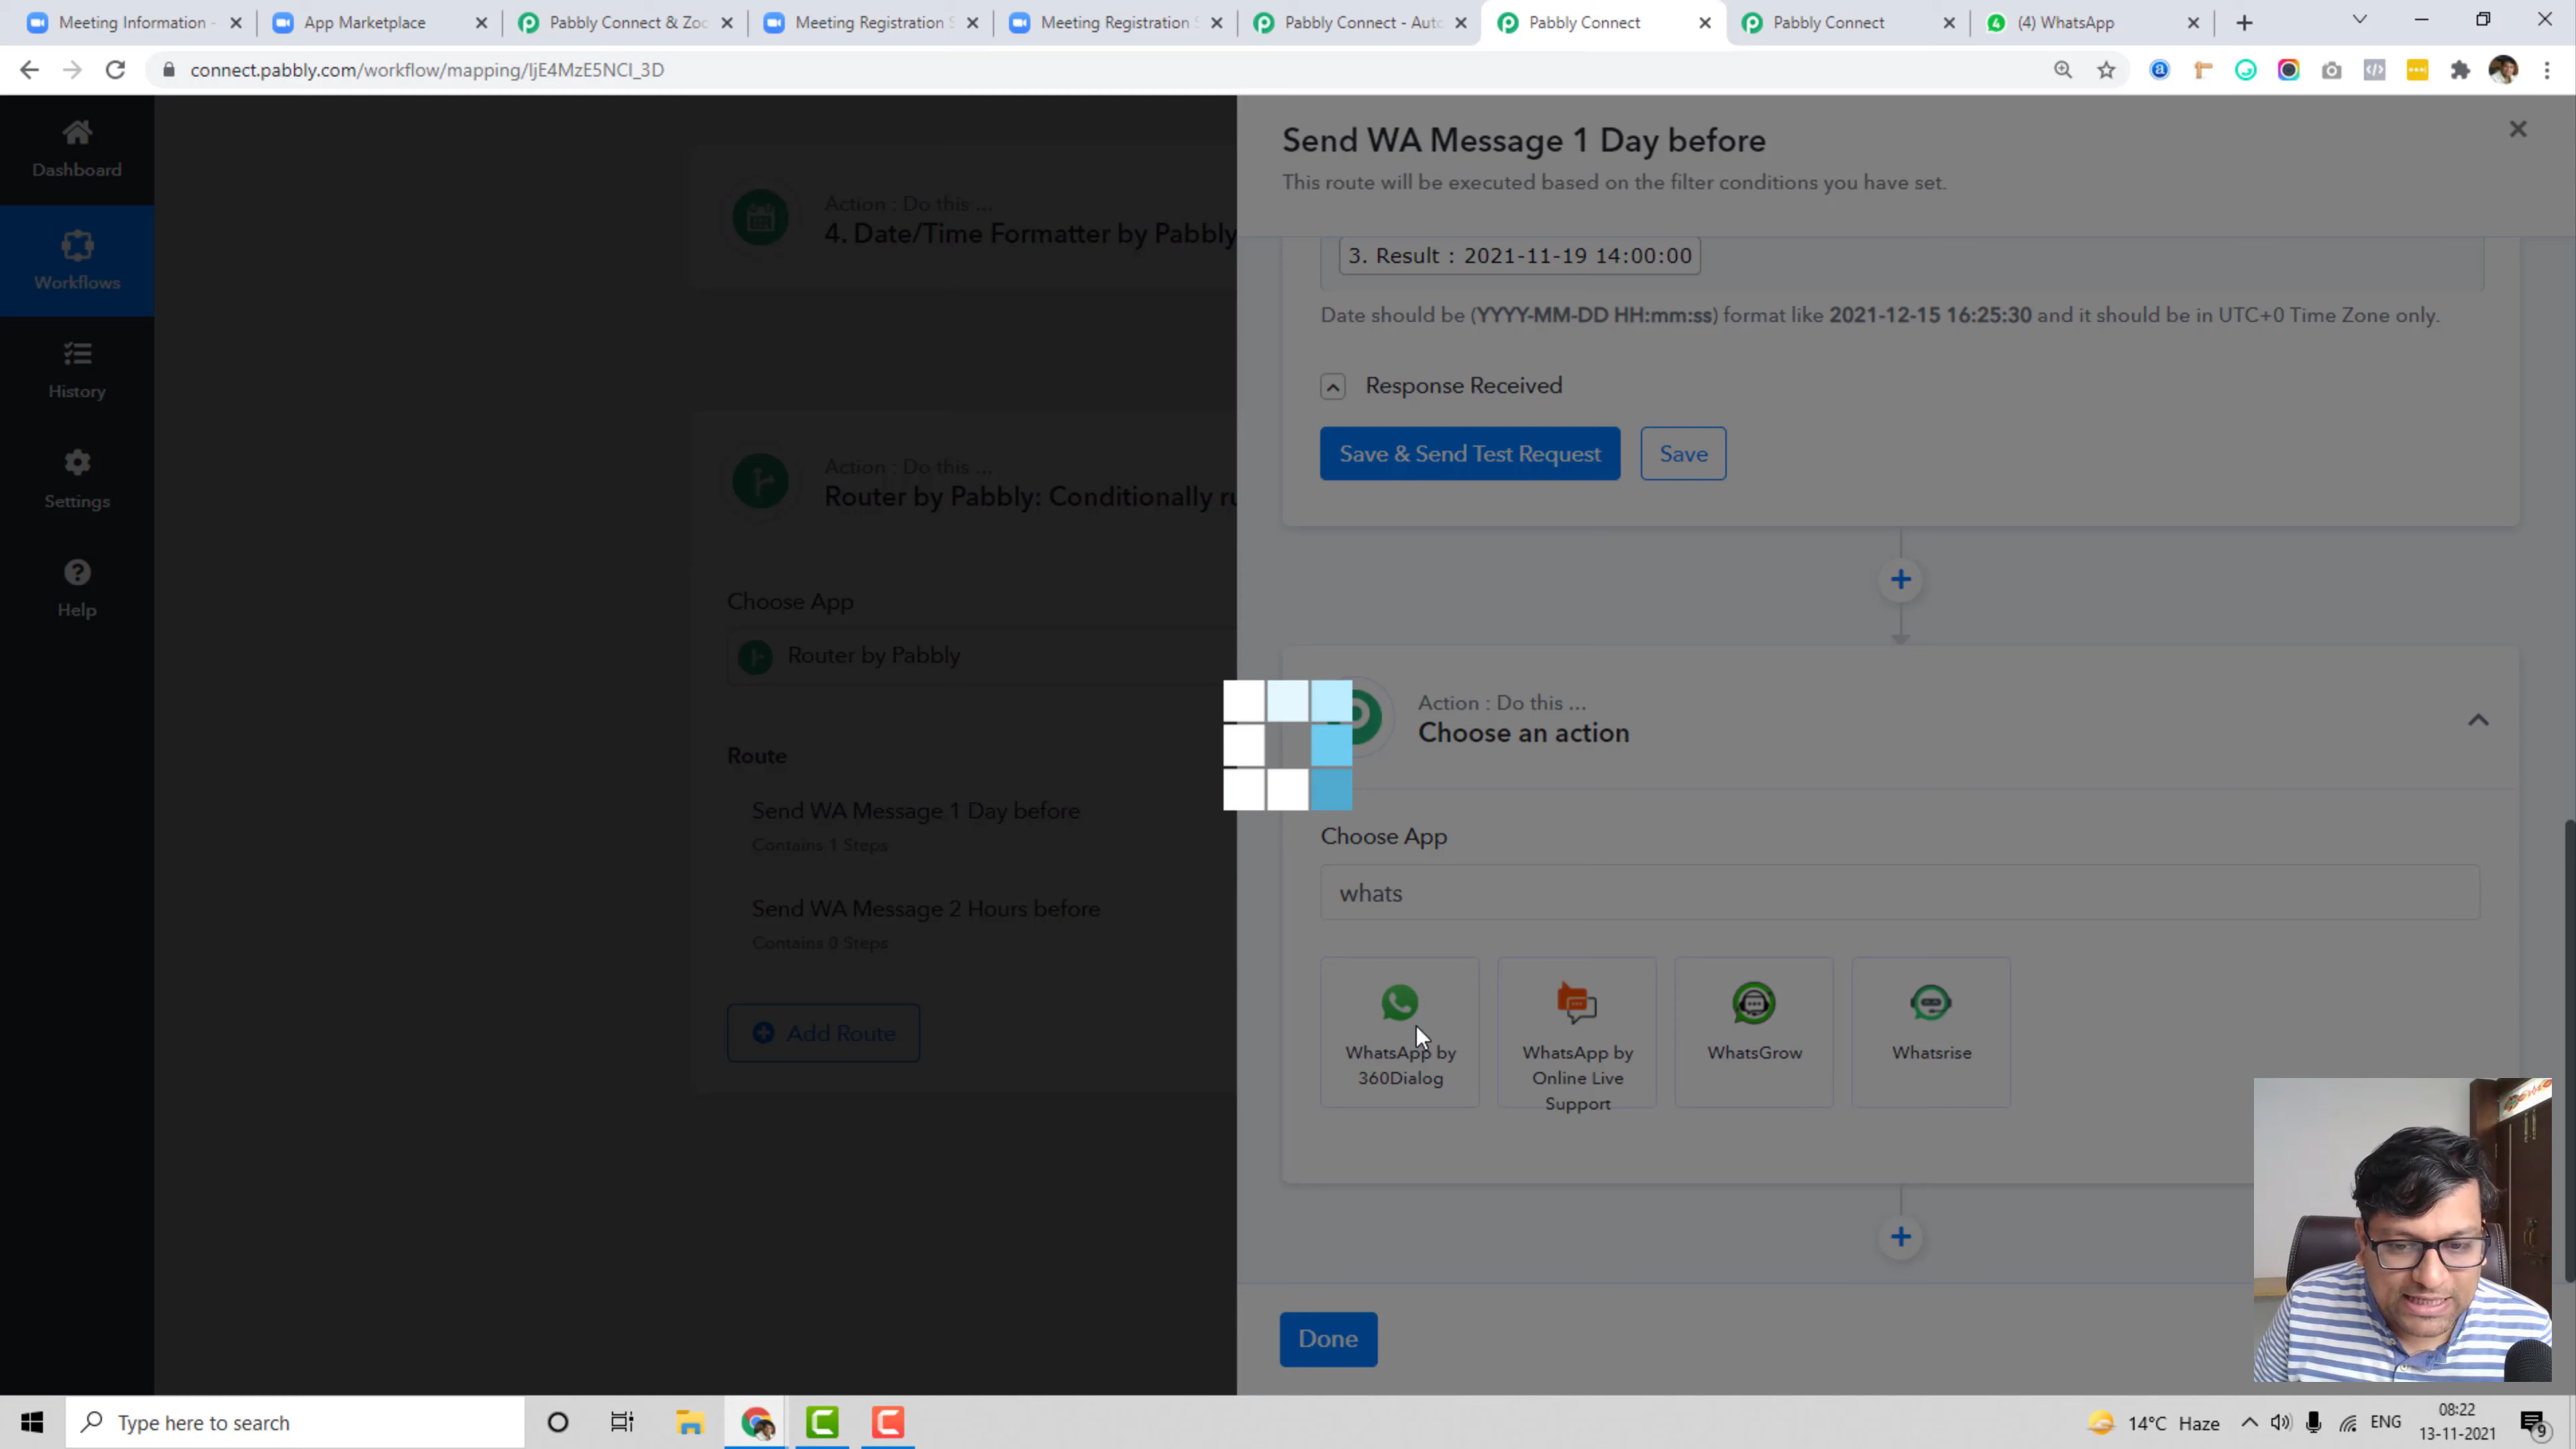 Meeting Information -
App Marketplace
Pabbly Connect & Zoo
Meeting Registration S
Meeting Registration S
Pabbly Connect - Auto
Pabbly Connect
Pabbly Connect
(4) WhatsApp
connect.pabbly.com/workflow/mapping/IjE4MzE5NCI_3D
Dashboard
Workflows
History
Settings
Help
Action : Do this ...
4. Date/Time Formatter by Pabbly
Action : Do this ...
Router by Pabbly: Conditionally ru
Choose App
Router by Pabbly
Route
Send WA Message 1 Day before
Contains 1 Steps
Send WA Message 2 Hours before
Contains 0 Steps
Add Route
Send WA Message 1 Day before
This route will be executed based on the filter conditions you have set.
3. Result : 2021-11-19 14:00:00
Date should be (YYYY-MM-DD HH:mm:ss) format like 2021-12-15 16:25:30 and it should be in UTC+0 Time Zone only.
Response Received
Save & Send Test Request
Save
Action : Do this ...
Choose an action
Choose App
whats
WhatsApp by
360Dialog
WhatsApp by
Online Live
Support
WhatsGrow
Whatsrise
Done
Type here to search
14°C Haze
ENG
08:22
13-11-2021
9